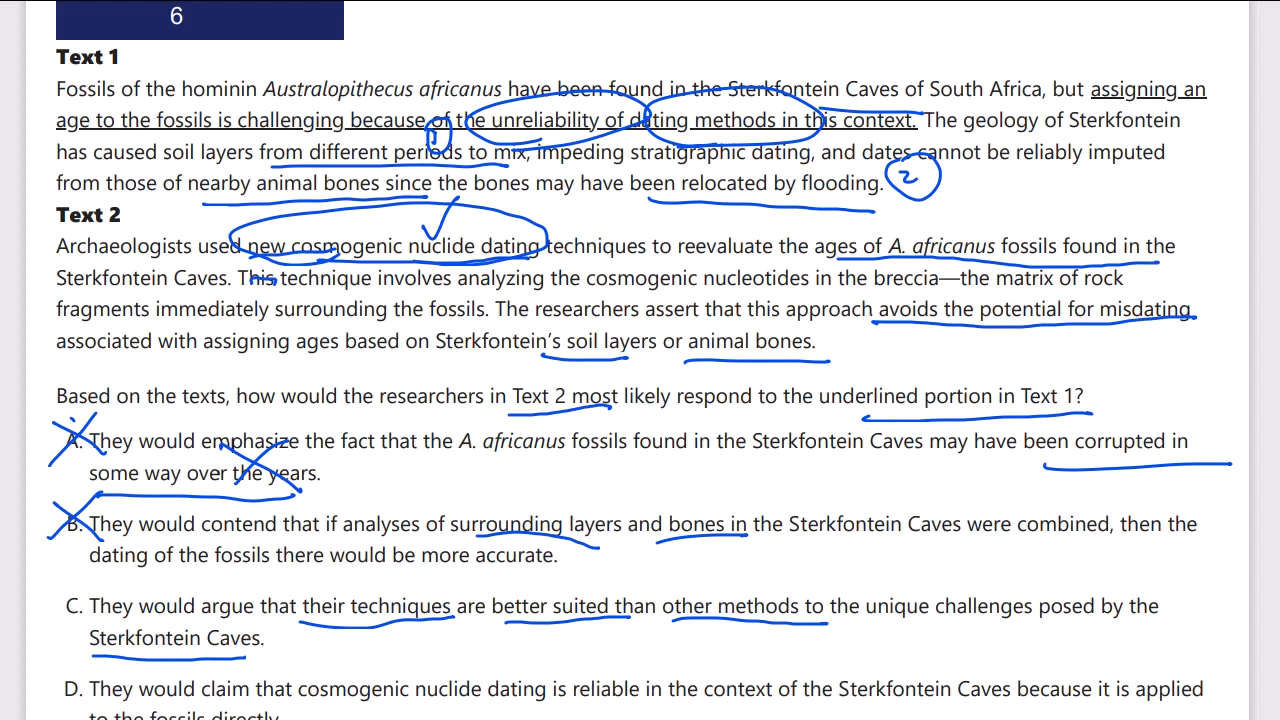 6
Text 1
Fossils of the hominin Australopithecus africanus have been found in the Sterkfontein Caves of South Africa, but assigning an
age to the fossils is challenging because of the unreliability of dating methods in this context. The geology of Sterkfontein
has caused soil layers from different periods to mix, impeding stratigraphic dating, and dates cannot be reliably imputed
from those of nearby animal bones since the bones may have been relocated by flooding.
1
2
Text 2
Archaeologists used new cosmogenic nuclide dating techniques to reevaluate the ages of A. africanus fossils found in the
Sterkfontein Caves. This technique involves analyzing the cosmogenic nucleotides in the breccia—the matrix of rock
fragments immediately surrounding the fossils. The researchers assert that this approach avoids the potential for misdating
associated with assigning ages based on Sterkfontein's soil layers or animal bones.
Based on the texts, how would the researchers in Text 2 most likely respond to the underlined portion in Text 1?
A. They would emphasize the fact that the A. africanus fossils found in the Sterkfontein Caves may have been corrupted in
some way over the years.
B. They would contend that if analyses of surrounding layers and bones in the Sterkfontein Caves were combined, then the
dating of the fossils there would be more accurate.
C. They would argue that their techniques are better suited than other methods to the unique challenges posed by the
Sterkfontein Caves.
D. They would claim that cosmogenic nuclide dating is reliable in the context of the Sterkfontein Caves because it is applied
to the fossils directly.